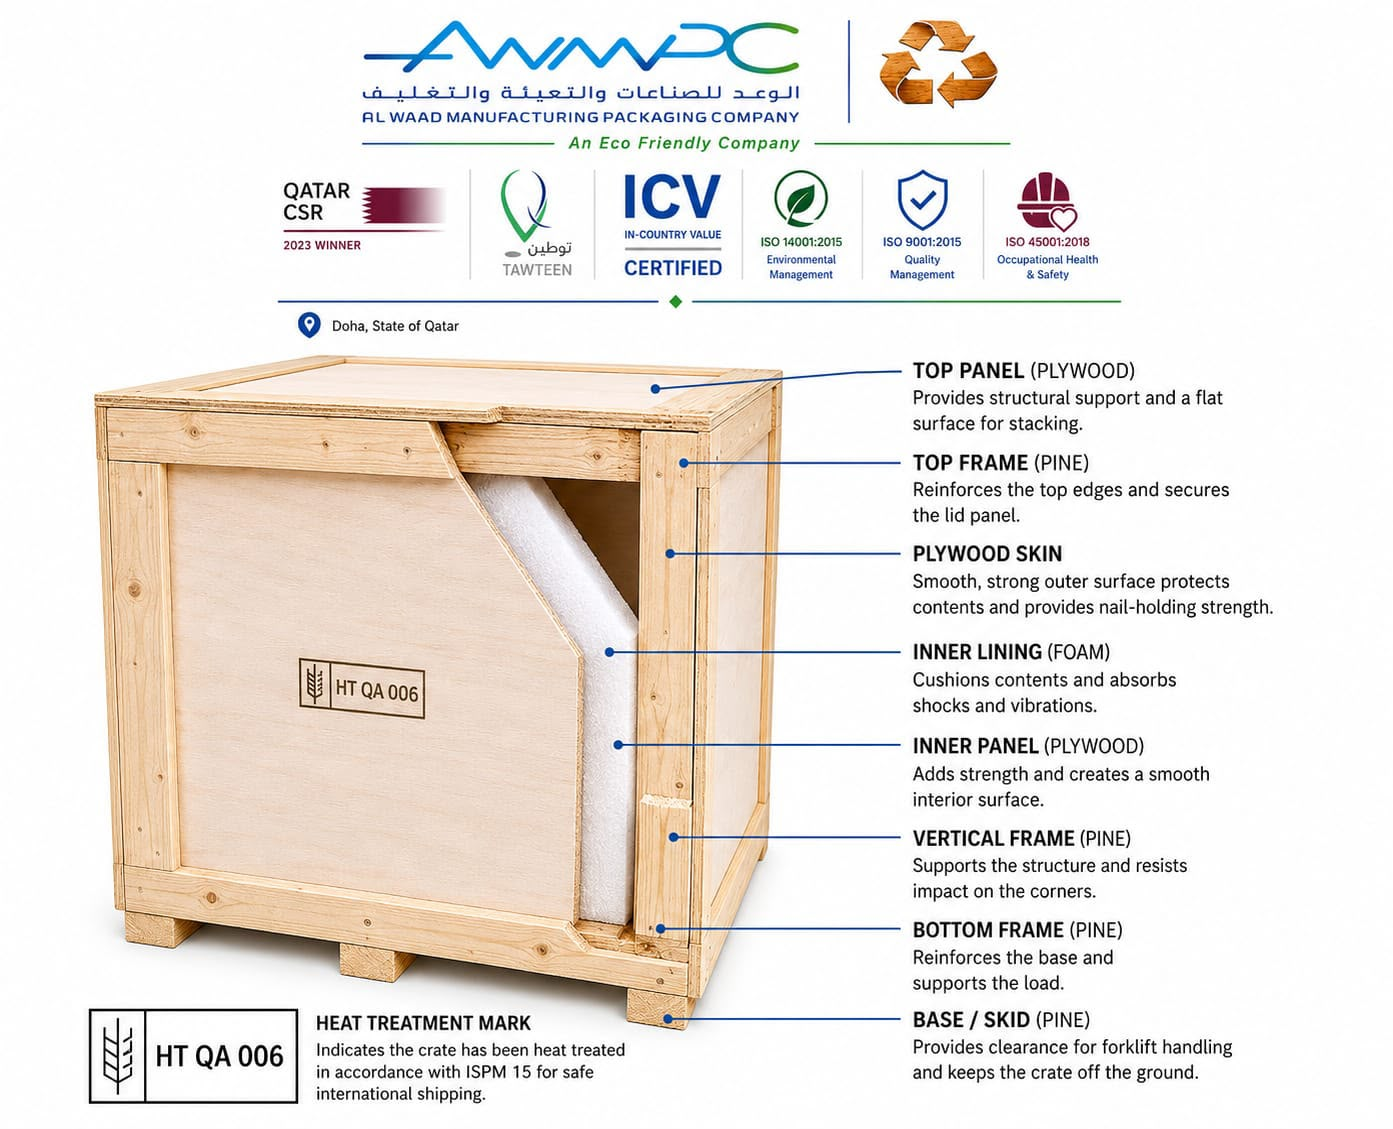 AWMPC
الوعد للصناعات والتعبئة والتغليف
AL WAAD MANUFACTURING PACKAGING COMPANY
An Eco Friendly Company
QATAR
CSR
2023 WINNER
توطين
TAWTEEN
ICV
IN-COUNTRY VALUE
CERTIFIED
ISO 14001:2015
Environmental
Management
ISO 9001:2015
Quality
Management
ISO 45001:2018
Occupational Health
& Safety
Doha, State of Qatar
TOP PANEL (PLYWOOD)
Provides structural support and a flat
surface for stacking.
TOP FRAME (PINE)
Reinforces the top edges and secures
the lid panel.
PLYWOOD SKIN
Smooth, strong outer surface protects
contents and provides nail-holding strength.
INNER LINING (FOAM)
Cushions contents and absorbs
shocks and vibrations.
INNER PANEL (PLYWOOD)
Adds strength and creates a smooth
interior surface.
VERTICAL FRAME (PINE)
Supports the structure and resists
impact on the corners.
BOTTOM FRAME (PINE)
Reinforces the base and
supports the load.
BASE / SKID (PINE)
Provides clearance for forklift handling
and keeps the crate off the ground.
HT QA 006
HT QA 006
HEAT TREATMENT MARK
Indicates the crate has been heat treated
in accordance with ISPM 15 for safe
international shipping.